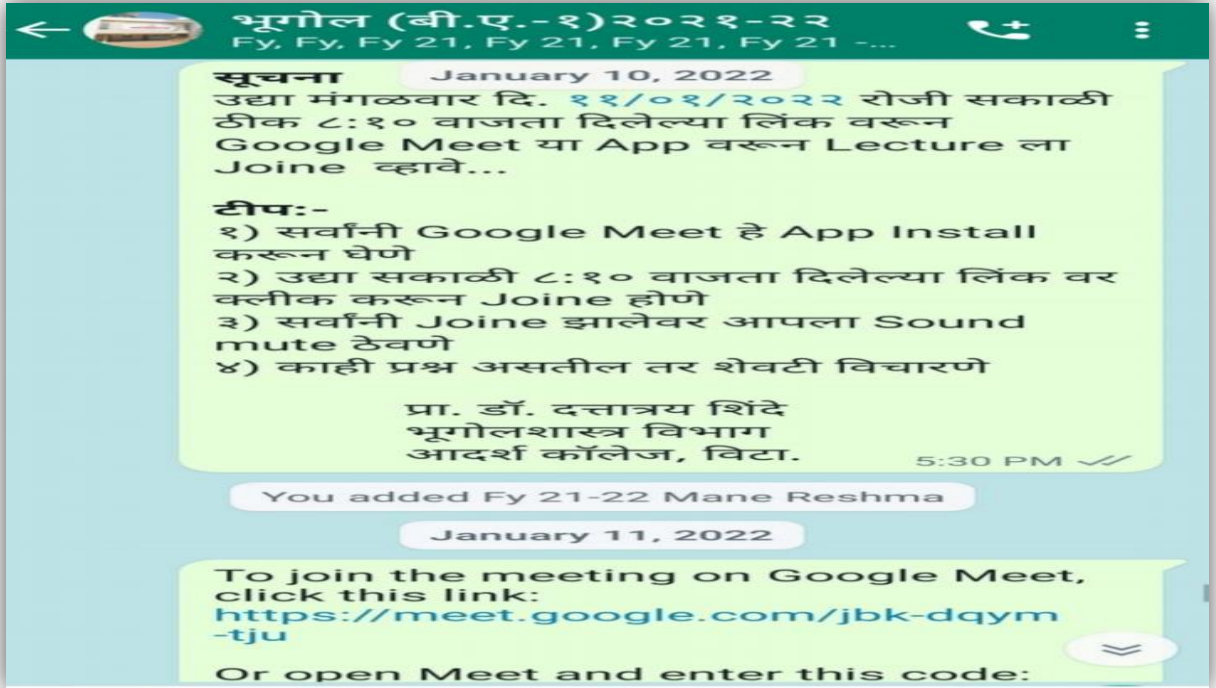 भूगोल (बी.ए.-१)२०२१-२२
Fy, Fy, Fy 21, Fy 21, Fy 21, Fy 21 -...
January 10, 2022
सूचना
उद्या मंगळवार दि. ११/०१/२०२२ रोजी सकाळी
ठीक ८:१० वाजता दिलेल्या लिंक वरून
Google Meet या App वरून Lecture ला
Joine व्हावे...
टीपः-
१) सर्वांनी Google Meet हे App Install
करून घेणे
२) उद्या सकाळी ८:१० वाजता दिलेल्या लिंक वर
क्लीक करून Joine होणे
३) सर्वांनी Joine झालेवर आपला Sound
mute ठेवणे
४) काही प्रश्न असतील तर शेवटी विचारणे
प्रा. डॉ. दत्तात्रय शिंदे
भूगोलशास्त्र विभाग
आदर्श कॉलेज, विटा.
5:30 PM
You added Fy 21-22 Mane Reshma
January 11, 2022
To join the meeting on Google Meet,
click this link:
https://meet.google.com/jbk-dqym
-tju
Or open Meet and enter this code: